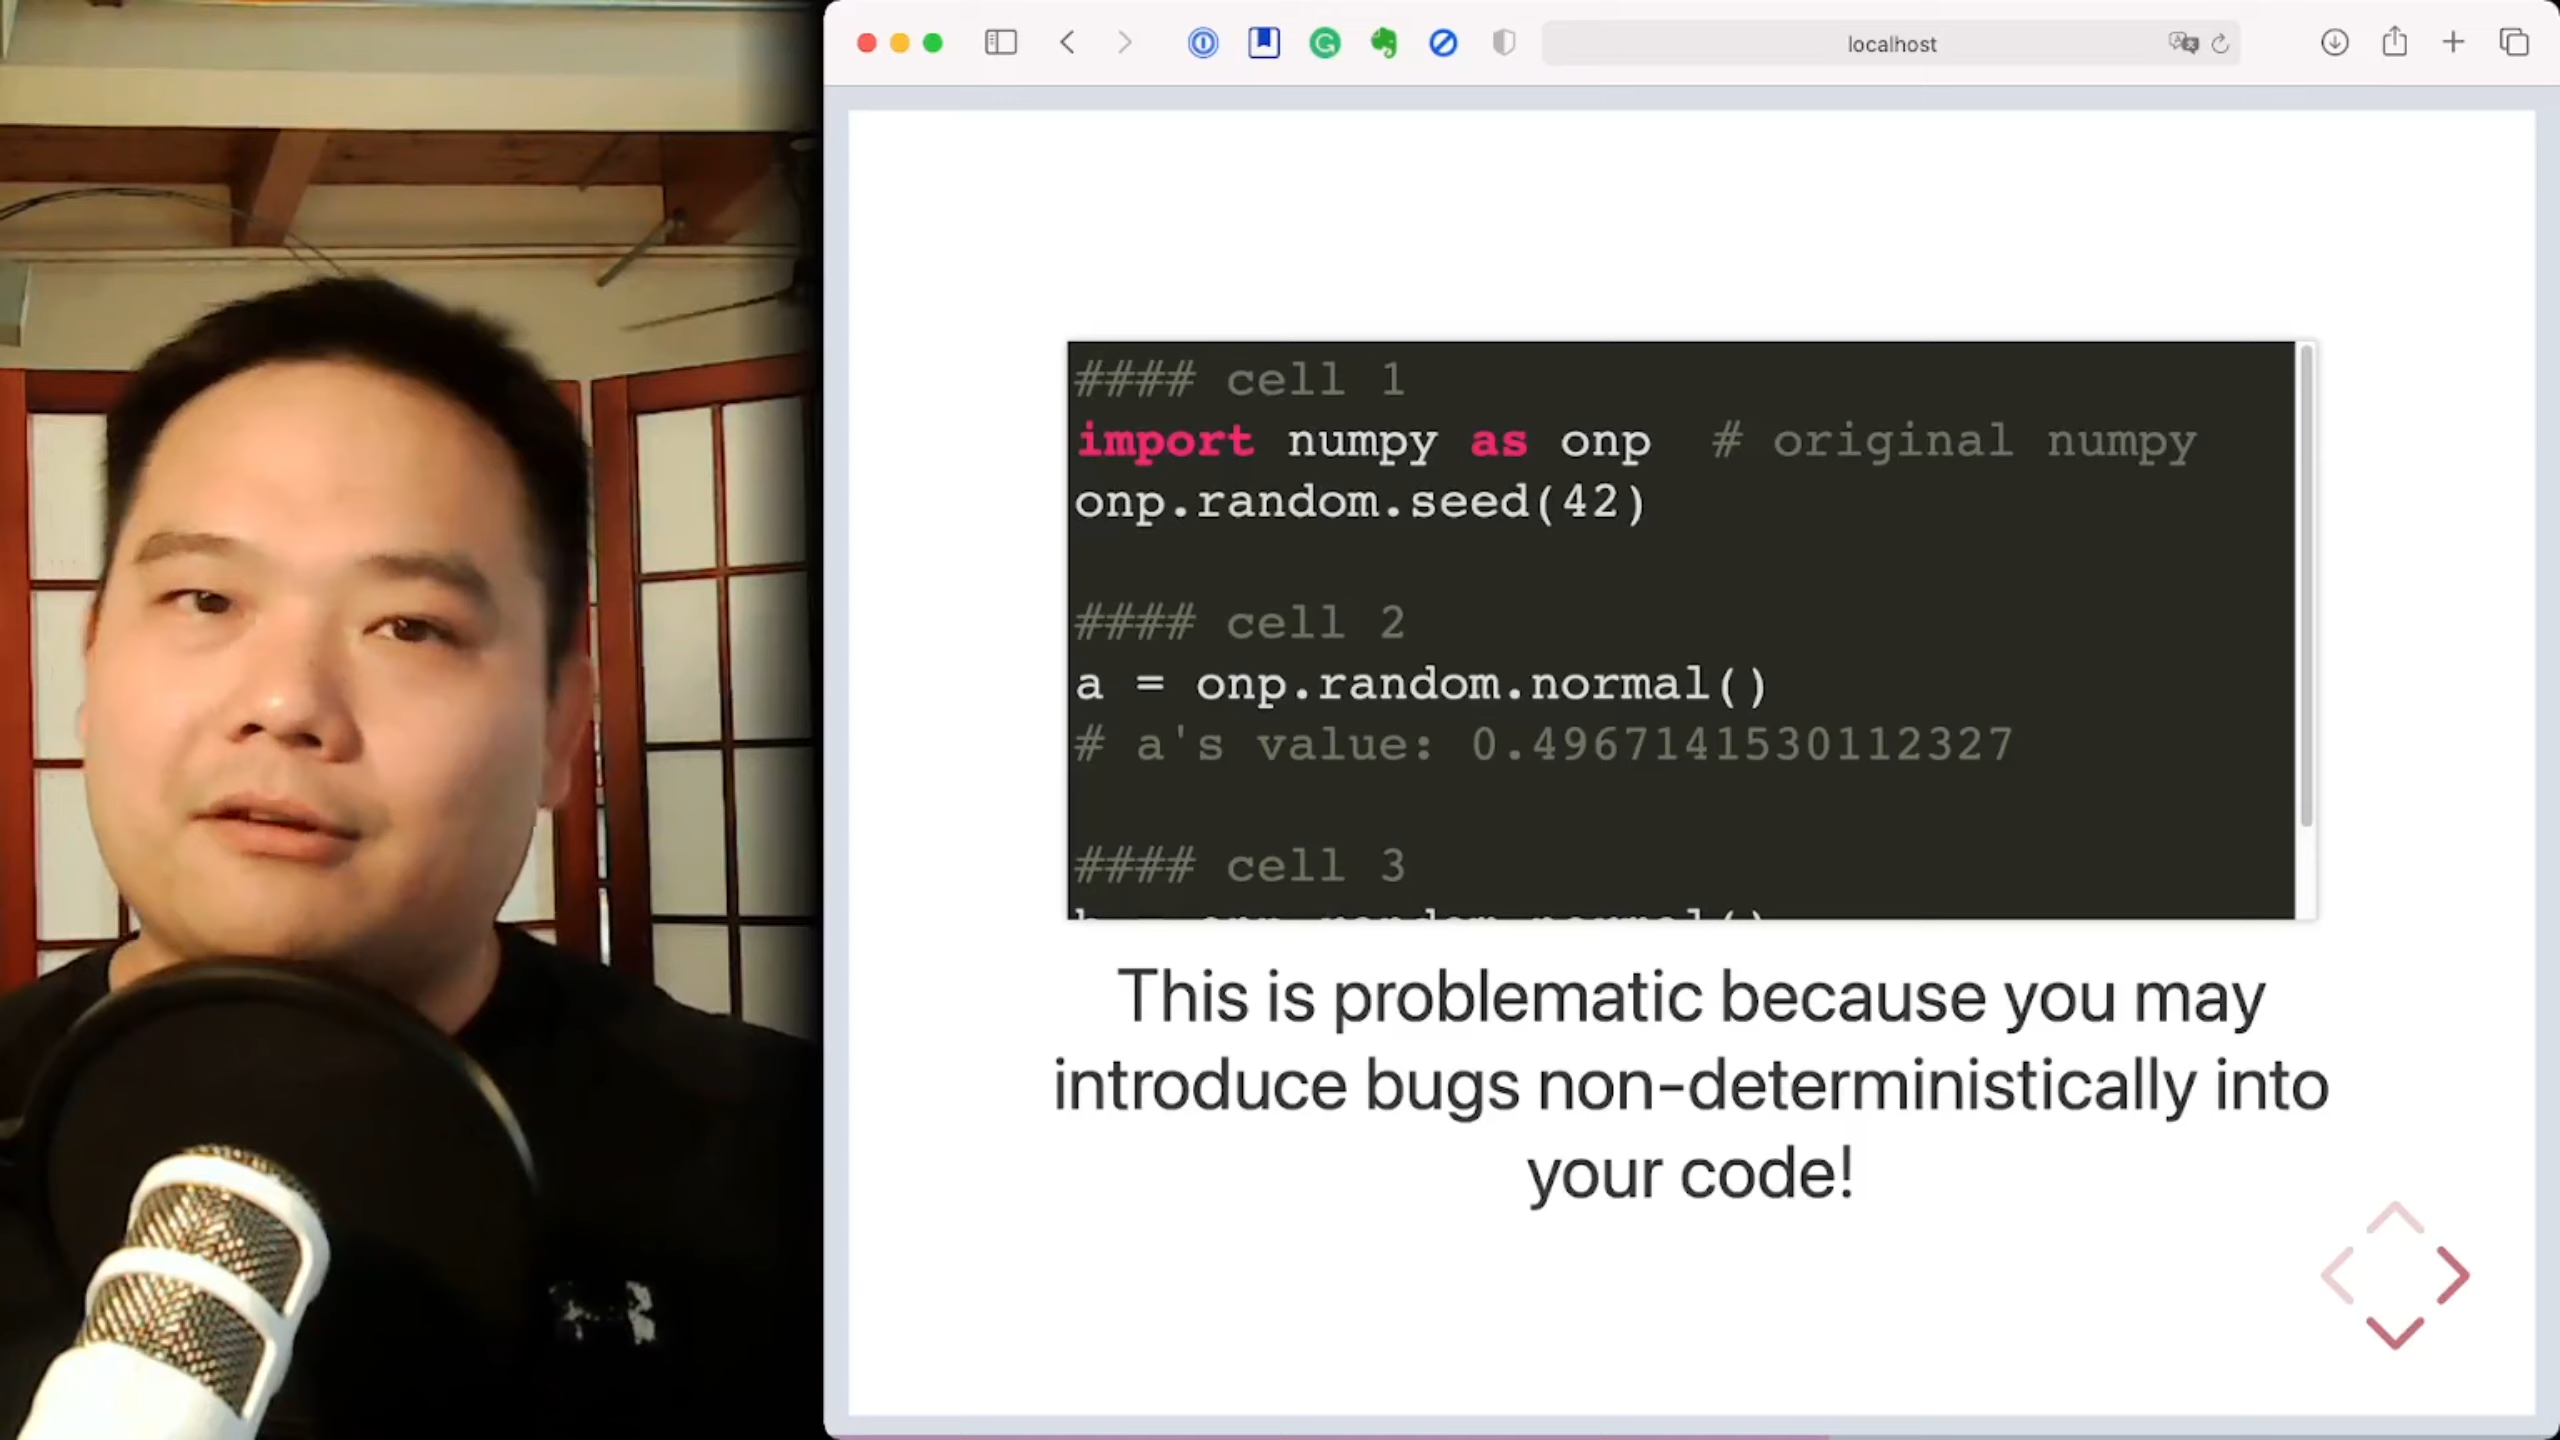 localhost
#### cell 1
import numpy as onp  # original numpy
onp.random.seed(42)
#### cell 2
a = onp.random.normal()
# a's value: 0.4967141530112327
#### cell 3
This is problematic because you may
introduce bugs non-deterministically into
your code!